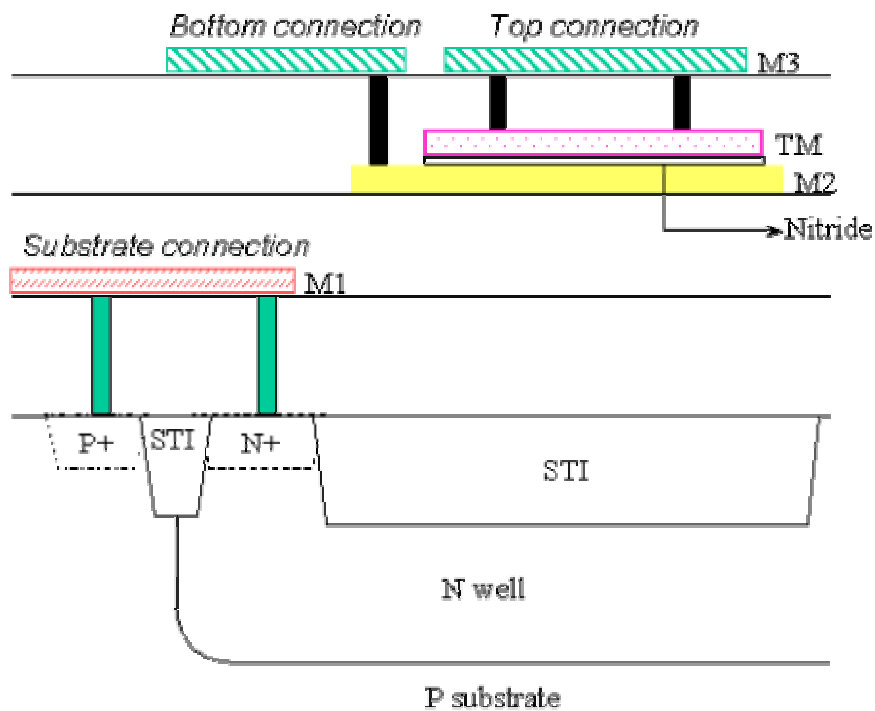 Bottom connection
Top connection
M3
TM
M2
Nitride
Substrate connection
M1
P+
STI
N+
STI
N well
P substrate